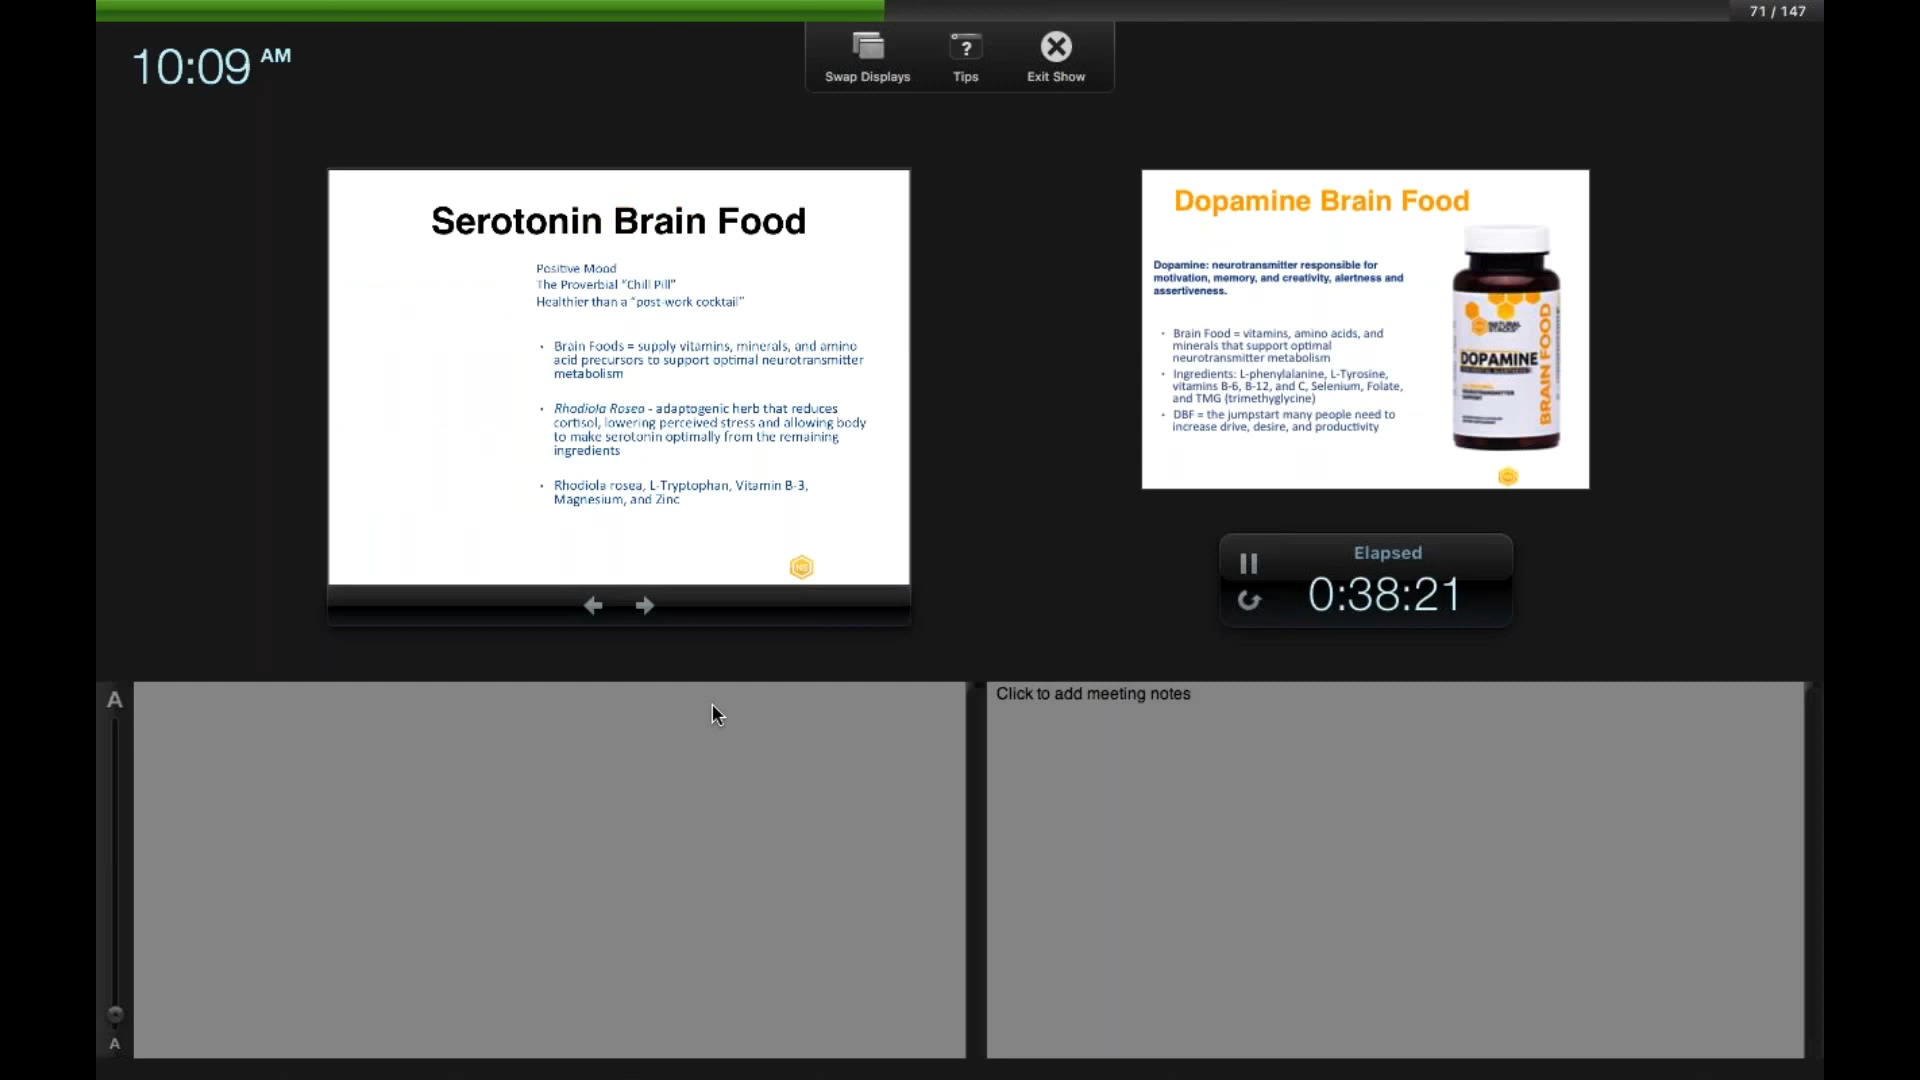 71 / 147
10:09 AM
Swap Displays
Tips
Exit Show
Serotonin Brain Food
Positive Mood
The Proverbial "Chill Pill"
Healthier than a "post-work cocktail"
• Brain Foods = supply vitamins, minerals, and amino
acid precursors to support optimal neurotransmitter
metabolism
• Rhodiola Rosea - adaptogenic herb that reduces
cortisol, lowering perceived stress and allowing body
to make serotonin optimally from the remaining
ingredients
• Rhodiola rosea, L-Tryptophan, Vitamin B-3,
Magnesium, and Zinc
NS
Dopamine Brain Food
Dopamine: neurotransmitter responsible for
motivation, memory, and creativity, alertness and
assertiveness.
• Brain Food = vitamins, amino acids, and
minerals that support optimal
neurotransmitter metabolism
• Ingredients: L-phenylalanine, L-Tyrosine,
vitamins B-6, B-12, and C, Selenium, Folate,
and TMG (trimethyglycine)
• DBF = the jumpstart many people need to
increase drive, desire, and productivity
NATURAL
STACKS
DOPAMINE
BRAIN FOOD
Elapsed
0:38:21
A
A
Click to add meeting notes